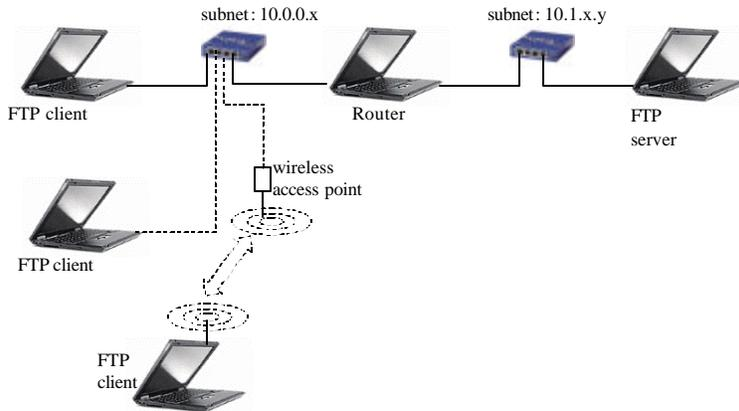 subnet: 10.0.0.x
subnet: 10.1.x.y
FTP client
Router
FTP
server
wireless
access point
FTP client
FTP
client